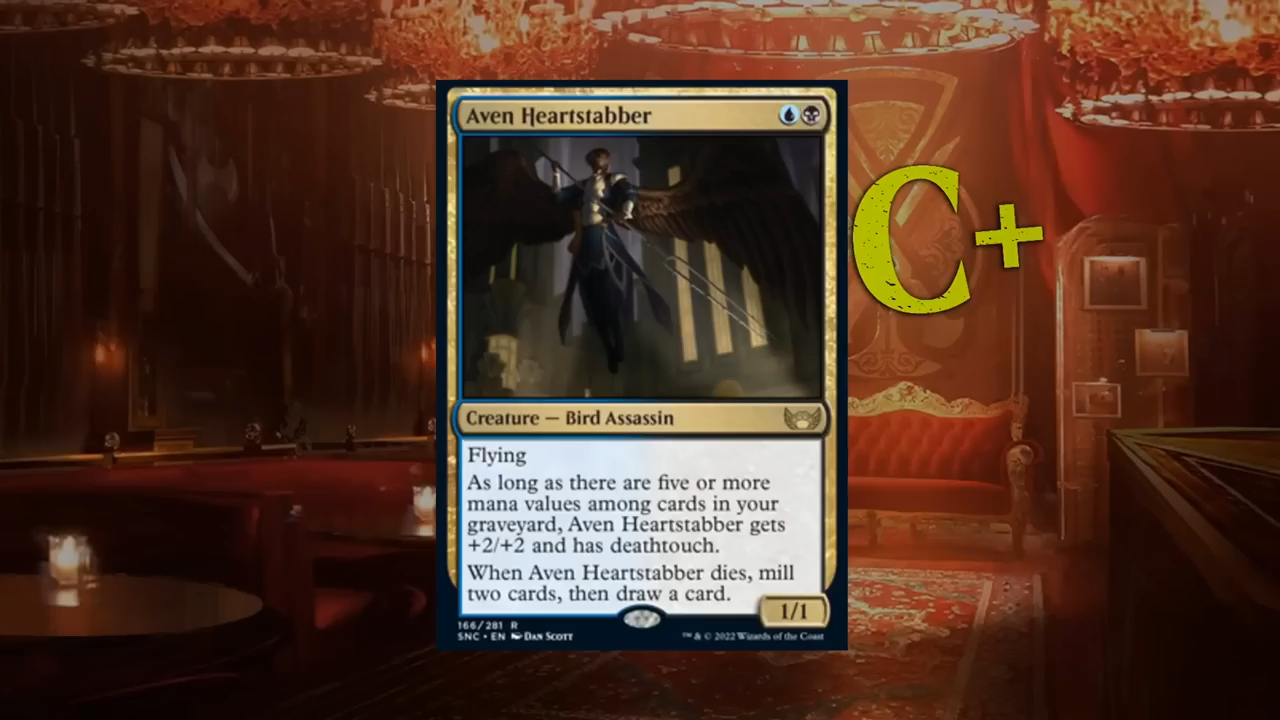 Aven Heartstabber
C+
Creature — Bird Assassin
Flying
As long as there are five or more
mana values among cards in your
graveyard, Aven Heartstabber gets
+2/+2 and has deathtouch.
When Aven Heartstabber dies, mill
two cards, then draw a card.
1/1
166/281 R
SNC • EN DAN SCOTT
™ & © 2022 Wizards of the Coast